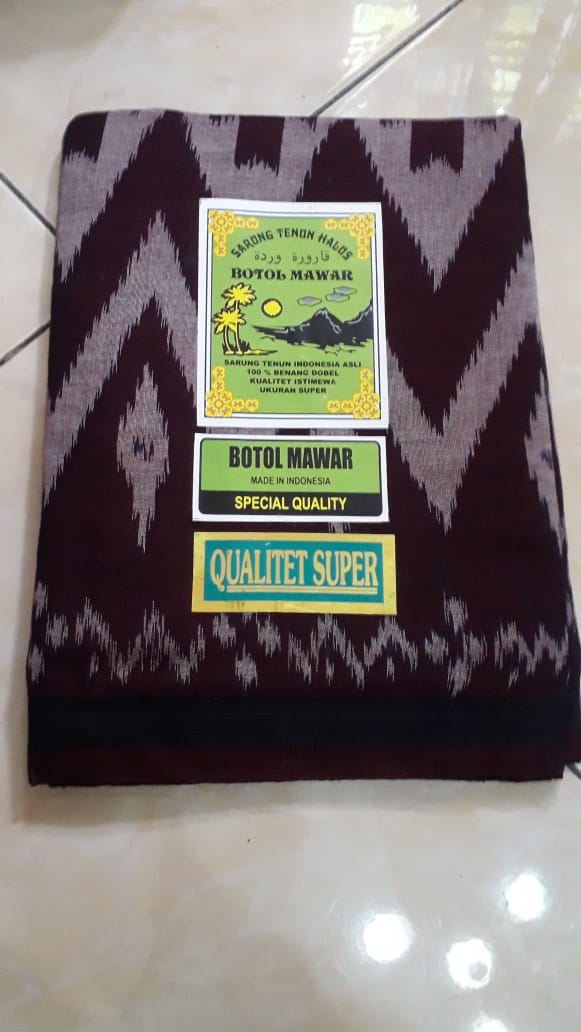 SARUNG TENUN HALUS
قارورة وردة
BOTOL MAWAR
SARUNG TENUN INDONESIA ASLI
100 % BENANG DOBEL
KUALITET ISTIMEWA
UKURAN SUPER
BOTOL MAWAR
MADE IN INDONESIA
SPECIAL QUALITY
QUALITET SUPER